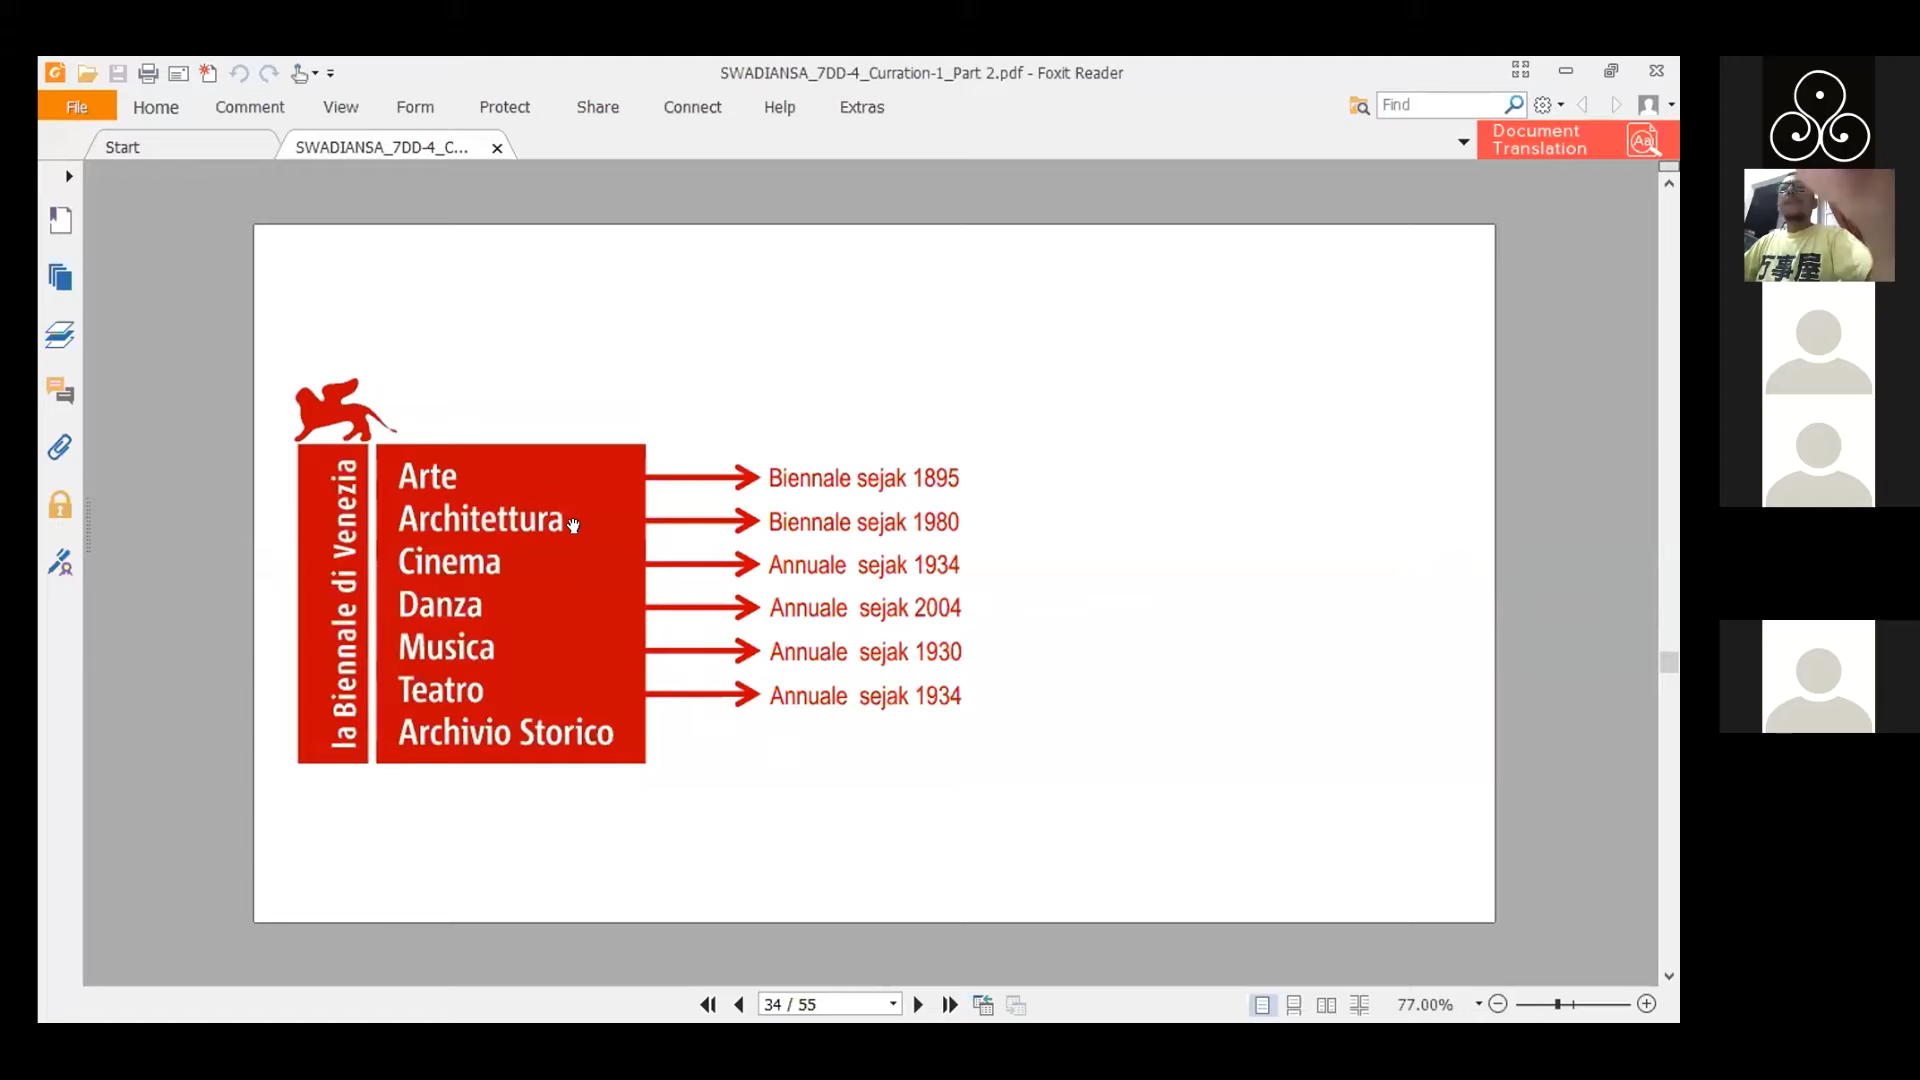 SWADIANSA_7DD-4_Curration-1_Part 2.pdf - Foxit Reader
File Home Comment View Form Protect Share Connect Help Extras
Find
Start
SWADIANSA_7DD-4_C...
Document
Translation
la Biennale di Venezia
Arte Biennale sejak 1895
Architettura Biennale sejak 1980
Cinema Annuale sejak 1934
Danza Annuale sejak 2004
Musica Annuale sejak 1930
Teatro Annuale sejak 1934
Archivio Storico
万事屋
34 / 55
77.00%